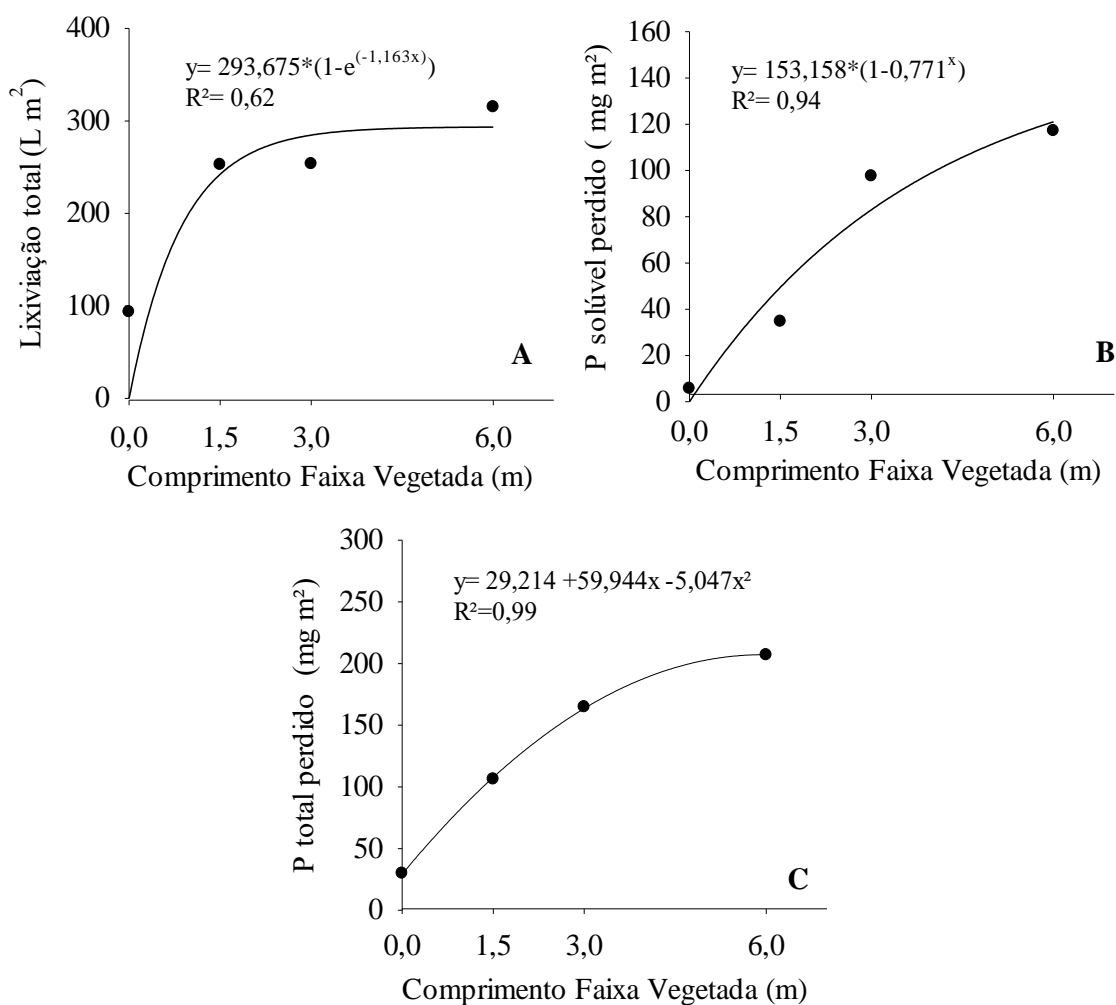 Lixiviação total (L m²)
400
300
200
100
0
y= 293,675*(1-e^(-1,163x))
R²= 0,62
A
0,0 1,5 3,0 6,0
Comprimento Faixa Vegetada (m)
P solúvel perdido ( mg m²)
160
140
120
100
80
60
40
20
0
y= 153,158*(1-0,771^x)
R²= 0,94
B
0,0 1,5 3,0 6,0
Comprimento Faixa Vegetada (m)
P total perdido (mg m²)
300
250
200
150
100
50
0
y= 29,214 +59,944x -5,047x²
R²=0,99
C
0,0 1,5 3,0 6,0
Comprimento Faixa Vegetada (m)